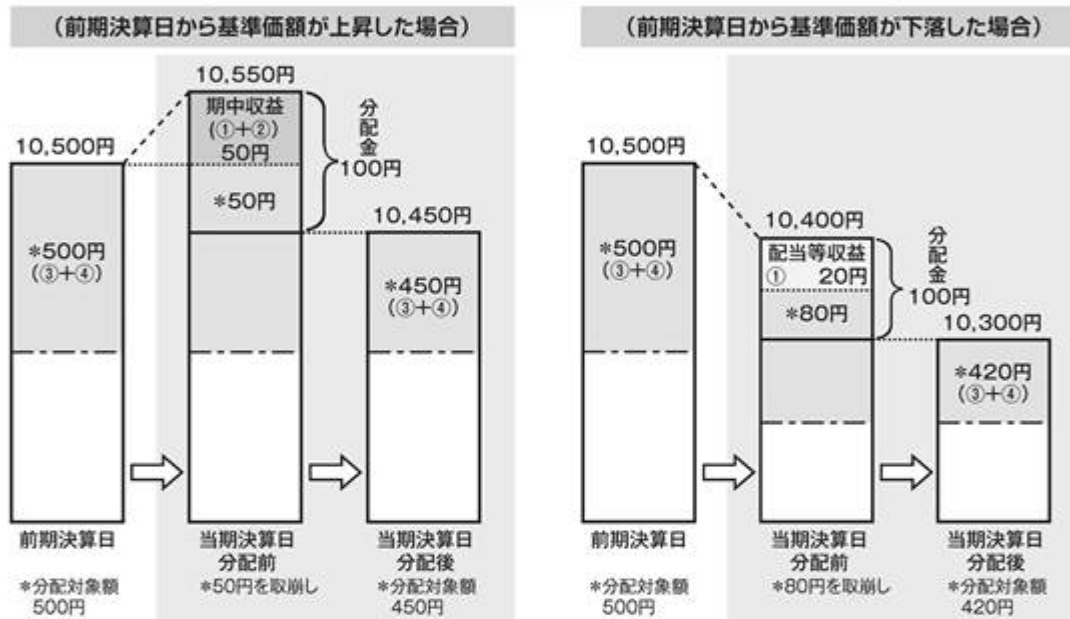 (前期決算日から基準価額が上昇した場合)
10,550円
期中収益
(①+②)
50円
*50円
分配金
100円
10,500円
*500円
(③+④)
10,450円
*450円
(③+④)
前期決算日
当期決算日
分配前
当期決算日
分配後
*分配対象額
500円
*50円を取崩し
*分配対象額
450円
(前期決算日から基準価額が下落した場合)
10,500円
*500円
(③+④)
10,400円
配当等収益
① 20円
*80円
分配金
100円
10,300円
*420円
(③+④)
前期決算日
当期決算日
分配前
当期決算日
分配後
*分配対象額
500円
*80円を取崩し
*分配対象額
420円